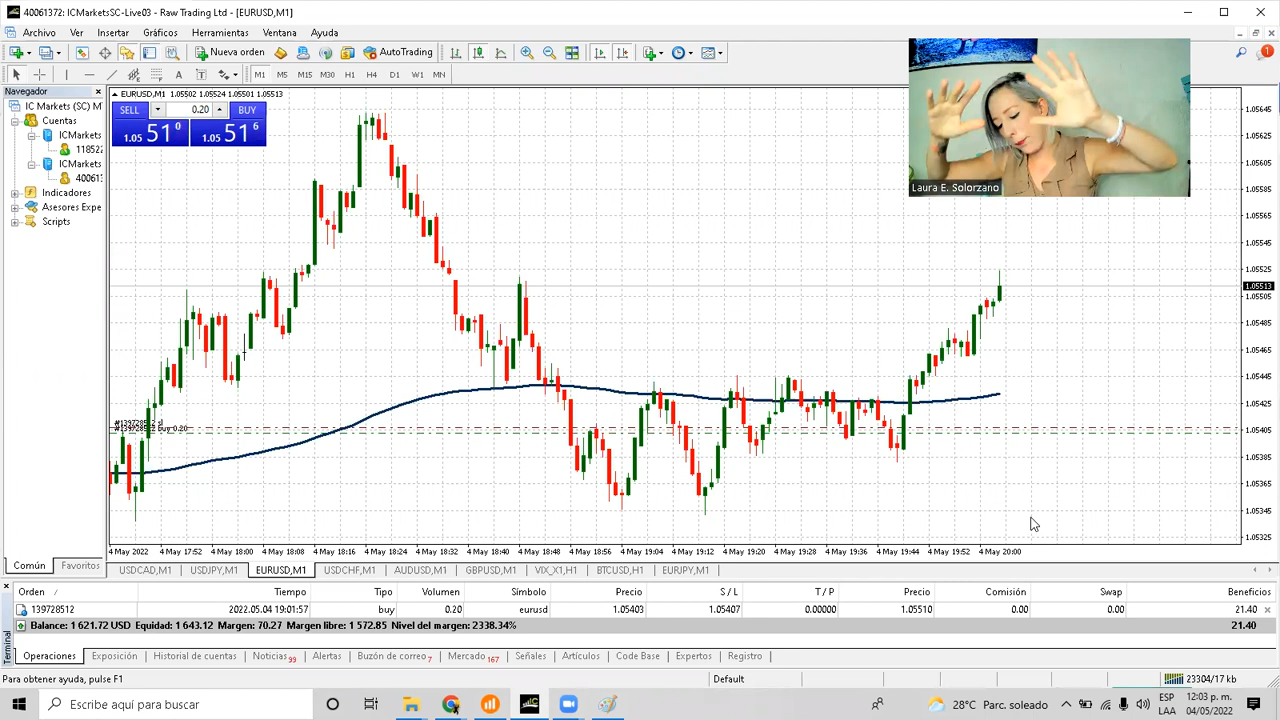 40061372: ICMarketsSC-Live03 - Raw Trading Ltd - [EURUSD,M1]
Archivo Ver Insertar Gráficos Herramientas Ventana Ayuda
Nueva orden AutoTrading
A T M1 M5 M15 M30 H1 H4 D1 W1 MN
1
Navegador
IC Markets (SC) M
Cuentas
ICMarkets
11852
ICMarkets
40061
Indicadores
Asesores Expe
Scripts
Común Favoritos
EURUSD,M1 1.05502 1.05524 1.05501 1.05513
SELL 0.20 BUY
1.05 51 0 1.05 51 6
Laura E. Solorzano
1.05645
1.05625
1.05605
1.05585
1.05565
1.05545
1.05525
1.05513
1.05505
1.05485
1.05465
1.05445
1.05425
1.05405
1.05385
1.05365
1.05345
1.05325
buy 0.20
4 May 2022 4 May 17:52 4 May 18:00 4 May 18:08 4 May 18:16 4 May 18:24 4 May 18:32 4 May 18:40 4 May 18:48 4 May 18:56 4 May 19:04 4 May 19:12 4 May 19:20 4 May 19:28 4 May 19:36 4 May 19:44 4 May 19:52 4 May 20:00
USDCAD,M1 USDJPY,M1 EURUSD,M1 USDCHF,M1 AUDUSD,M1 GBPUSD,M1 VIX_X1,H1 BTCUSD,H1 EURJPY,M1
Orden Tiempo Tipo Volumen Símbolo Precio S / L T / P Precio Comisión Swap Beneficios
139728512 2022.05.04 19:01:57 buy 0.20 eurusd 1.05403 1.05407 0.00000 1.05510 0.00 0.00 21.40
Balance: 1 621.72 USD Equidad: 1 643.12 Margen: 70.27 Margen libre: 1 572.85 Nivel del margen: 2338.34% 21.40
Terminal
Operaciones Exposición Historial de cuentas Noticias 99 Alertas Buzón de correo 7 Mercado 167 Señales Artículos Code Base Expertos Registro
Para obtener ayuda, pulse F1 Default 23304/17 kb
Escribe aquí para buscar 28°C Parc. soleado ESP 12:03 p. m.
LAA 04/05/2022